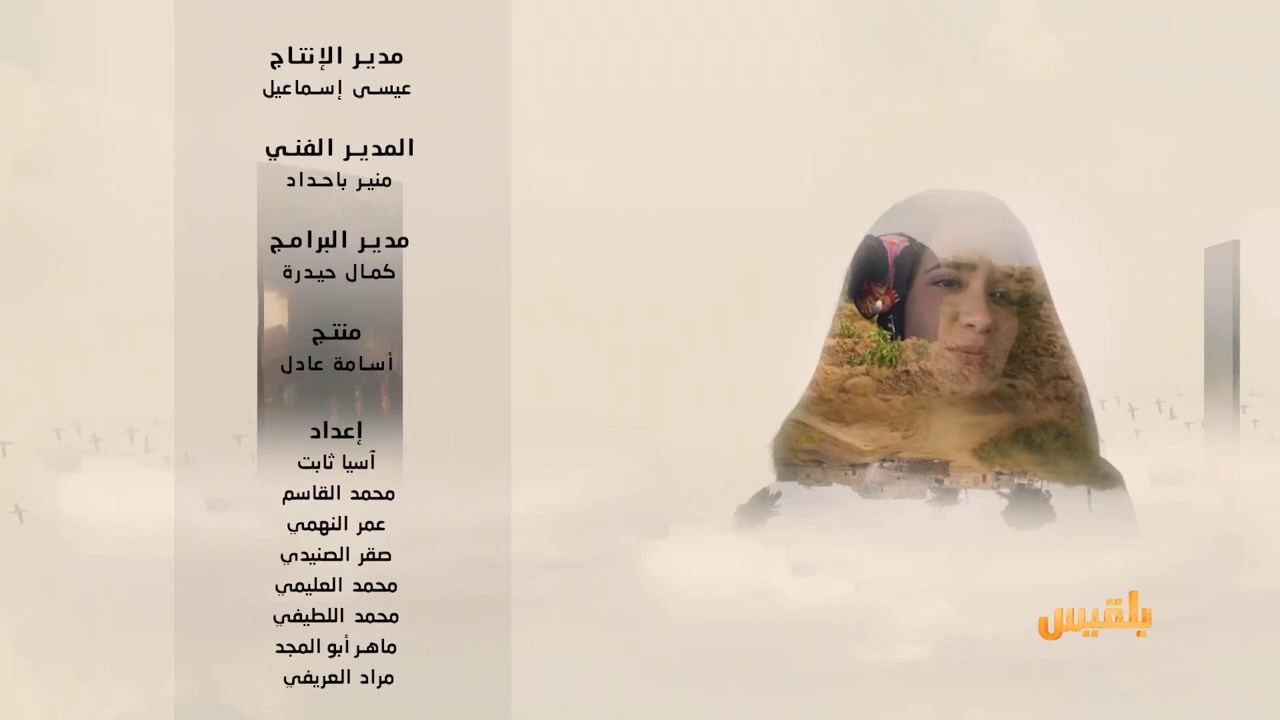 مدير الإنتاج
عيسى إسماعيل
المدير الفني
منير باحداد
مدير البرامج
كمال حيدرة
منتج
أسامة عادل
إعداد
آسيا ثابت
محمد القاسم
عمر النهمي
صقر الصنيدي
محمد العليمي
محمد اللطيفي
ماهر أبو المجد
مراد العريفي
بلقيس